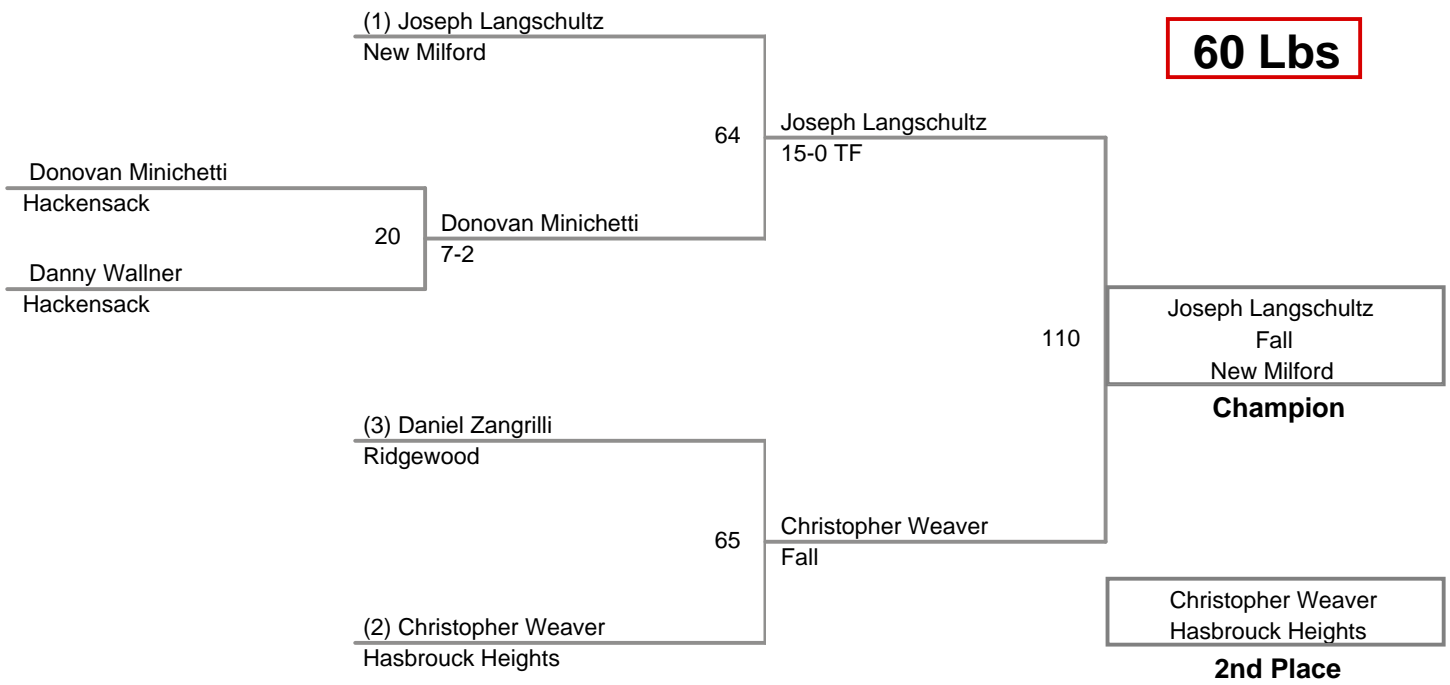 (1) Joseph Langschultz
New Milford
60 Lbs
64
Joseph Langschultz
15-0 TF
Donovan Minichetti
Hackensack
20
Donovan Minichetti
7-2
Danny Wallner
Hackensack
110
Joseph Langschultz
Fall
New Milford
Champion
(3) Daniel Zangrilli
Ridgewood
65
Christopher Weaver
Fall
(2) Christopher Weaver
Hasbrouck Heights
Christopher Weaver
Hasbrouck Heights
2nd Place